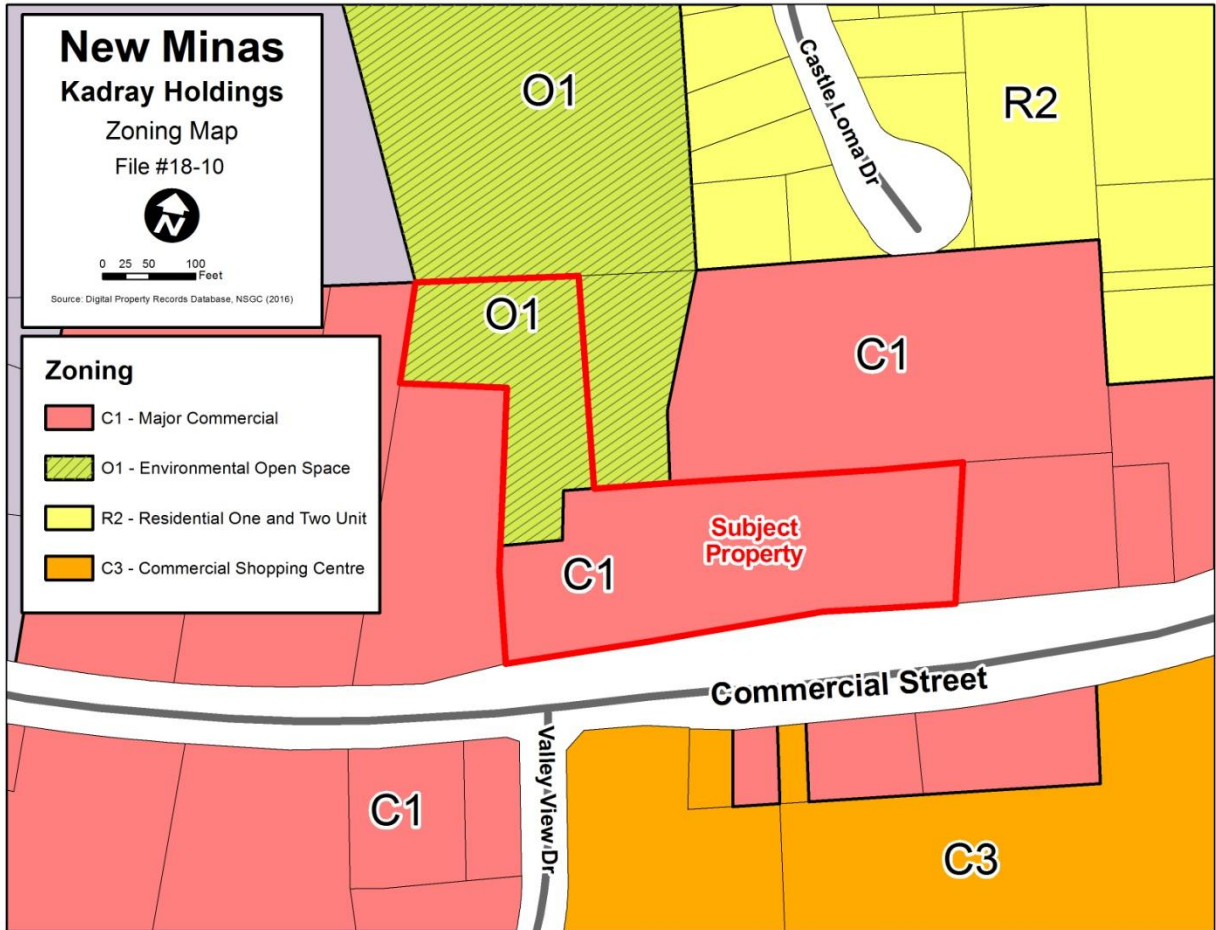 New Minas
Kadray Holdings
Zoning Map
File #18-10
N
0 25 50 100
Feet
Source: Digital Property Records Database, NSGC (2016)
Zoning
C1 - Major Commercial
O1 - Environmental Open Space
R2 - Residential One and Two Unit
C3 - Commercial Shopping Centre
O1
Castle Loma Dr
R2
O1
C1
Subject
Property
C1
Commercial Street
Valley View Dr
C1
C3